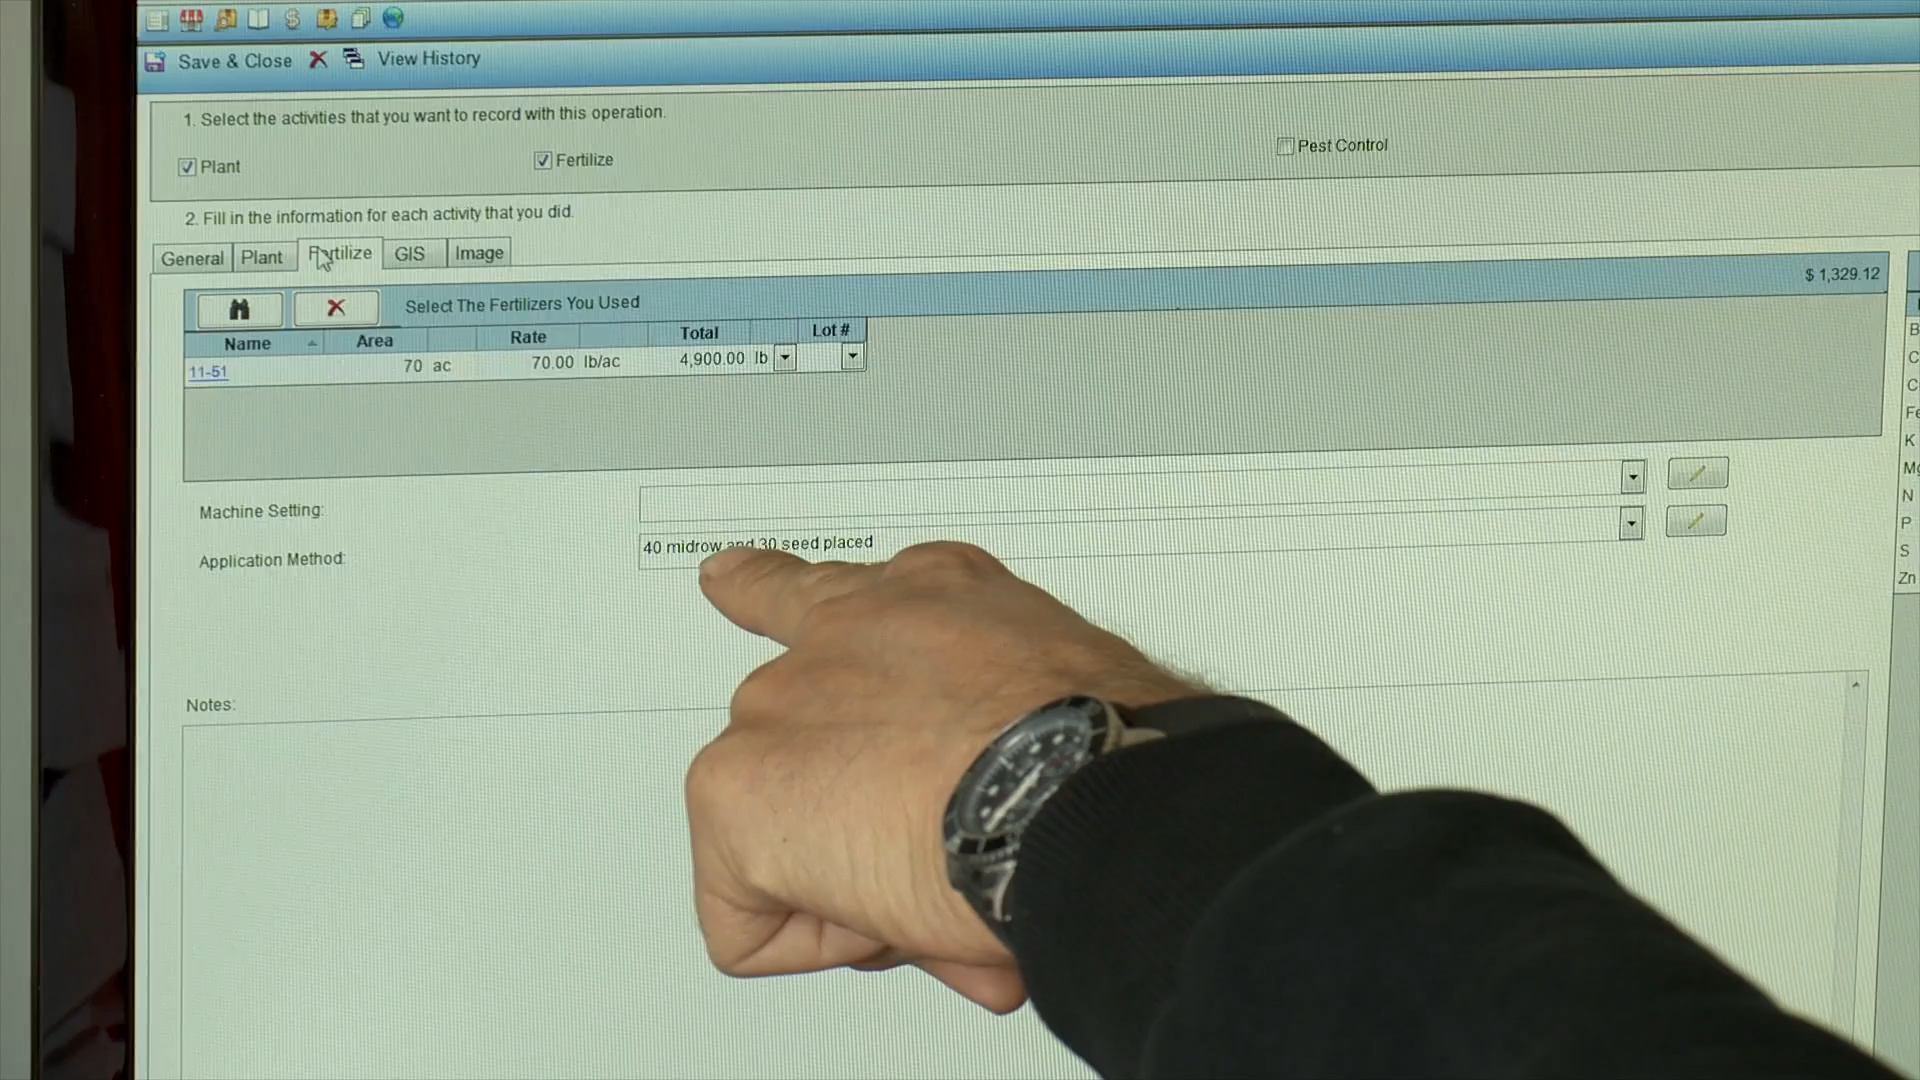 Save & Close View History
1. Select the activities that you want to record with this operation.
Plant Fertilize Pest Control
2. Fill in the information for each activity that you did.
General Plant Fertilize GIS Image
Select The Fertilizers You Used $ 1,329.12
Name Area Rate Total Lot #
11-51 70 ac 70.00 lb/ac 4,900.00 lb
Machine Setting:
Application Method: 40 midrow and 30 seed placed
Notes:
B
C
C
Fe
K
Mg
N
P
S
Zn